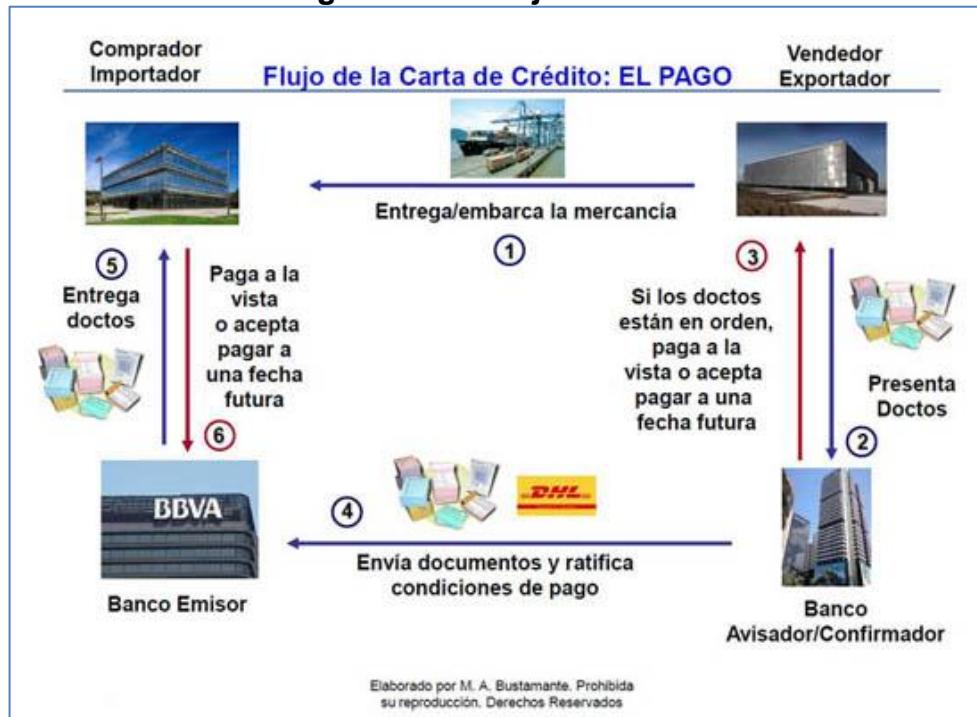 Comprador
Importador
Flujo de la Carta de Crédito: EL PAGO
Vendedor
Exportador
Entrega/embarca la mercancía
1
5
Entrega
doctos
Paga a la
vista
o acepta
pagar a
una fecha
futura
6
3
Si los doctos
están en orden,
paga a la
vista o acepta
pagar a una
fecha futura
Presenta
Doctos
2
BBVA
Banco Emisor
4
DHL
Envía documentos y ratifica
condiciones de pago
Banco
Avisador/Confirmador
Elaborado por M. A. Bustamante. Prohibida
su reproducción. Derechos Reservados